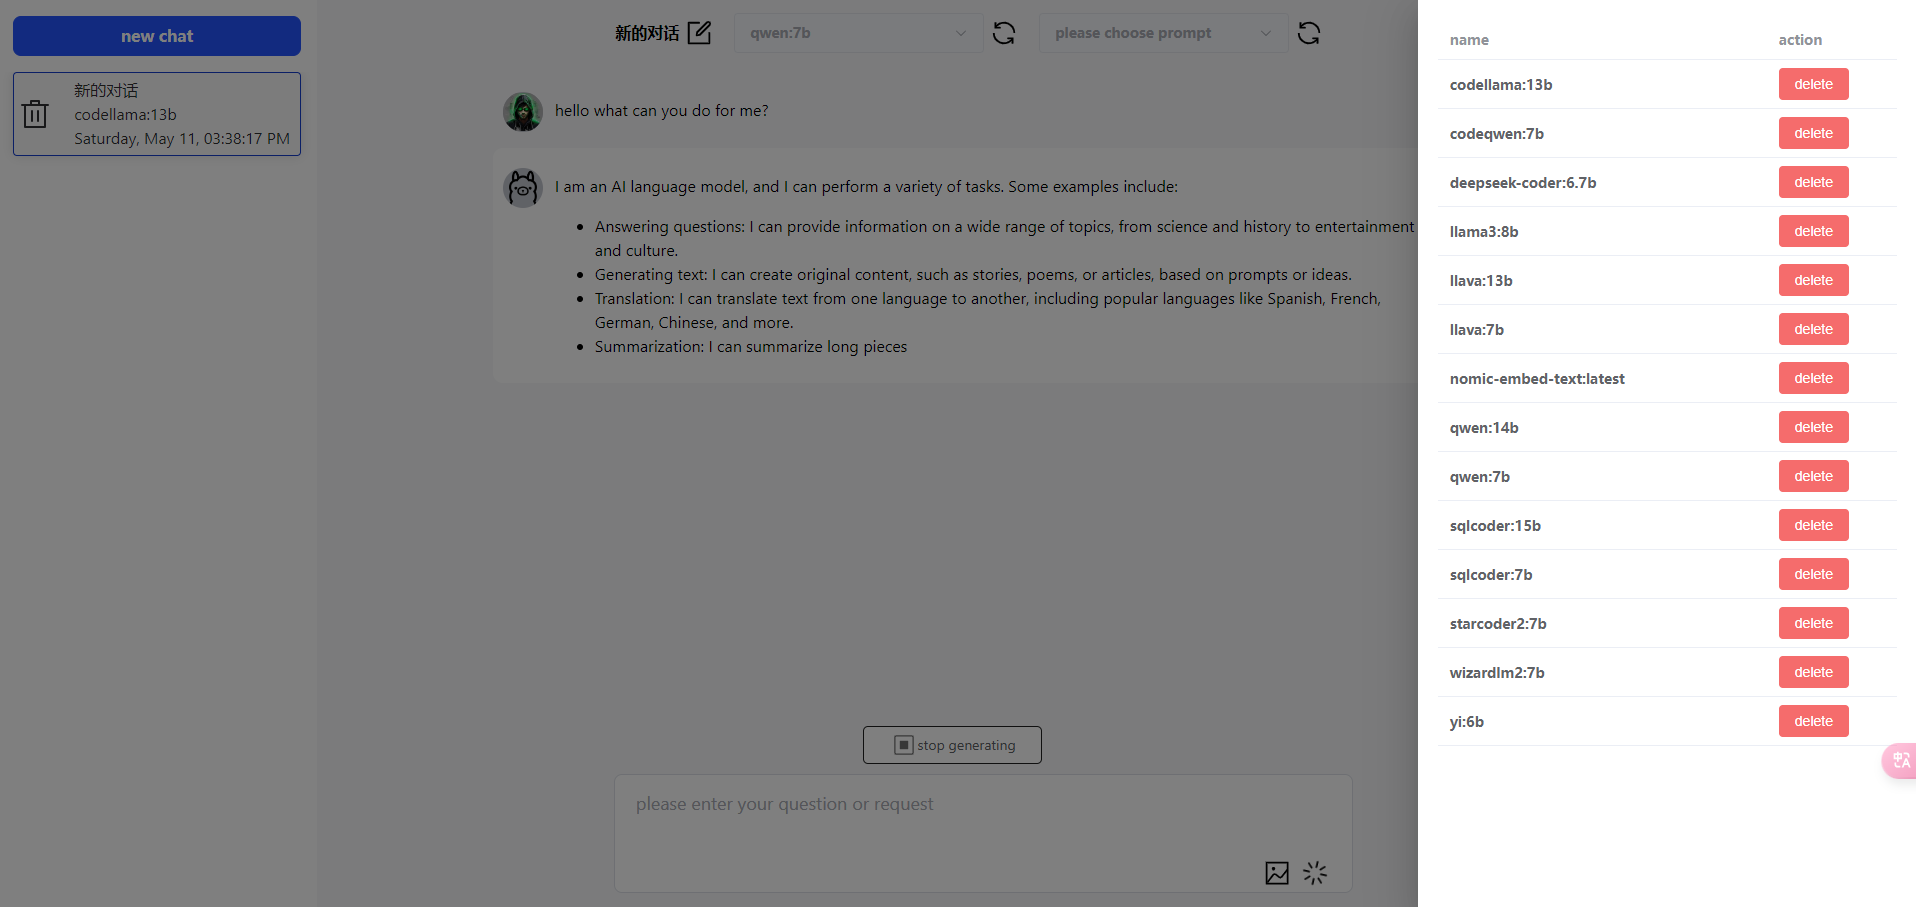 new chat
新的对话
codellama:13b
Saturday, May 11, 03:38:17 PM
新的对话
qwen:7b
please choose prompt
hello what can you do for me?
I am an AI language model, and I can perform a variety of tasks. Some examples include:
Answering questions: I can provide information on a wide range of topics, from science and history to entertainment
and culture.
Generating text: I can create original content, such as stories, poems, or articles, based on prompts or ideas.
Translation: I can translate text from one language to another, including popular languages like Spanish, French,
German, Chinese, and more.
Summarization: I can summarize long pieces
stop generating
please enter your question or request
name action
codellama:13b delete
codeqwen:7b delete
deepseek-coder:6.7b delete
llama3:8b delete
llava:13b delete
llava:7b delete
nomic-embed-text:latest delete
qwen:14b delete
qwen:7b delete
sqlcoder:15b delete
sqlcoder:7b delete
starcoder2:7b delete
wizardlm2:7b delete
yi:6b delete
中A